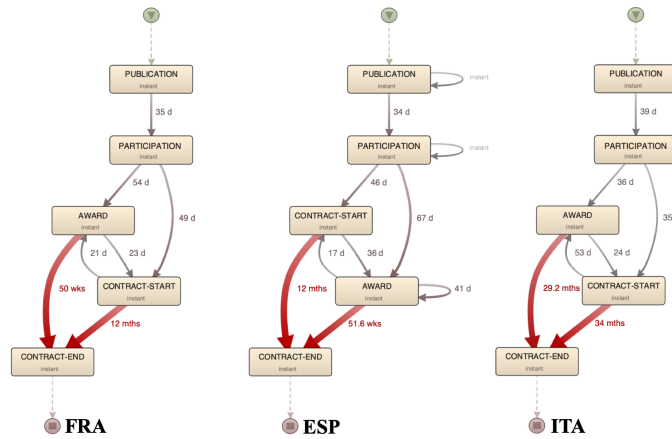 PUBLICATION
instant
35 d
PARTICIPATION
instant
54 d
49 d
AWARD
instant
21 d
23 d
50 wks
CONTRACT-START
instant
12 mths
CONTRACT-END
instant
FRA
PUBLICATION
instant
instant
34 d
PARTICIPATION
instant
instant
46 d
67 d
CONTRACT-START
instant
17 d
36 d
12 mths
AWARD
instant
41 d
51.6 wks
CONTRACT-END
instant
ESP
PUBLICATION
instant
39 d
PARTICIPATION
instant
36 d
35
AWARD
instant
53 d
24 d
29.2 mths
CONTRACT-START
instant
34 mths
CONTRACT-END
instant
ITA